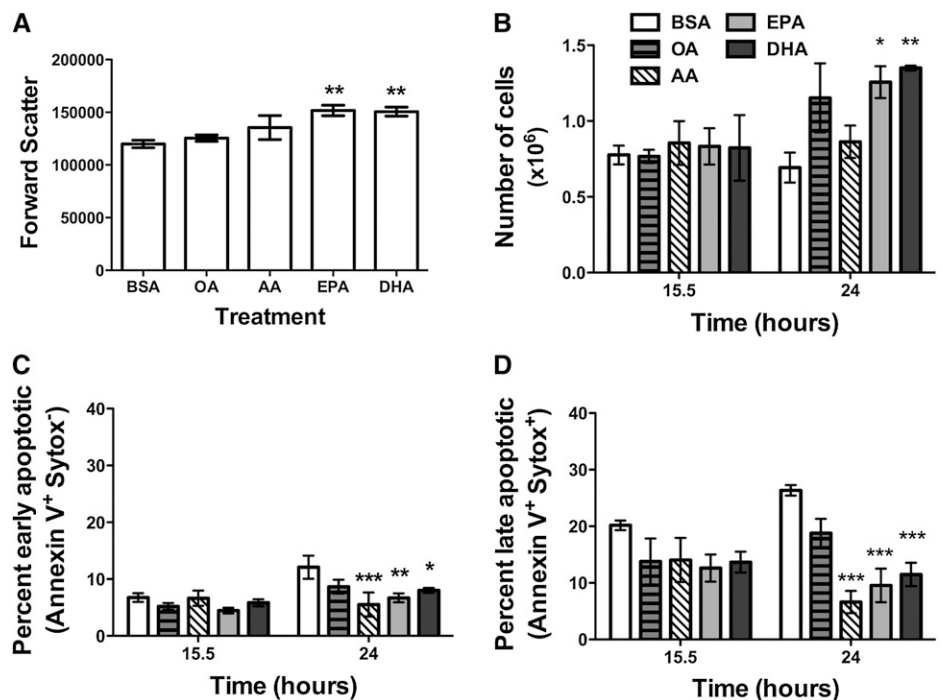 A
Forward Scatter
200000
150000
100000
50000
0
** **
BSA OA AA EPA DHA
Treatment
B
BSA EPA
OA DHA
AA
Number of cells
(x10⁶)
1.5
1.0
0.5
0.0
* **
15.5 24
Time (hours)
C
Percent early apoptotic
(Annexin V⁺ Sytox⁻)
40
30
20
10
0
*** ** *
15.5 24
Time (hours)
D
Percent late apoptotic
(Annexin V⁺ Sytox⁺)
40
30
20
10
0
*** *** ***
15.5 24
Time (hours)